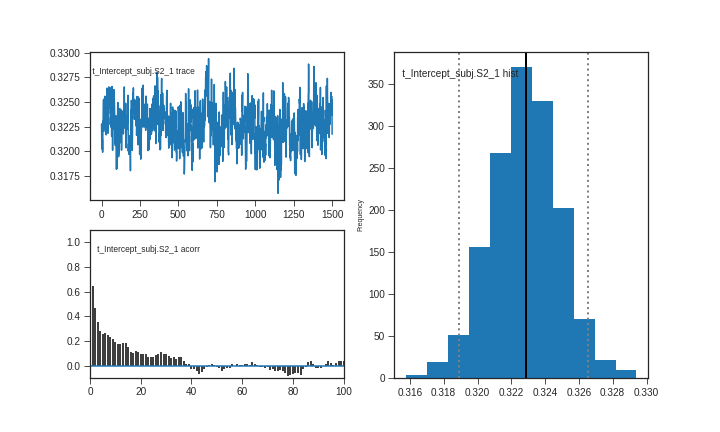 0.3300
0.3275
0.3250
0.3225
0.3200
0.3175
t_Intercept_subj.S2_1 trace
0 250 500 750 1000 1250 1500
1.0
0.8
0.6
0.4
0.2
0.0
t_Intercept_subj.S2_1 acorr
0 20 40 60 80 100
Frequency
350
300
250
200
150
100
50
0
t_Intercept_subj.S2_1 hist
0.316 0.318 0.320 0.322 0.324 0.326 0.328 0.330